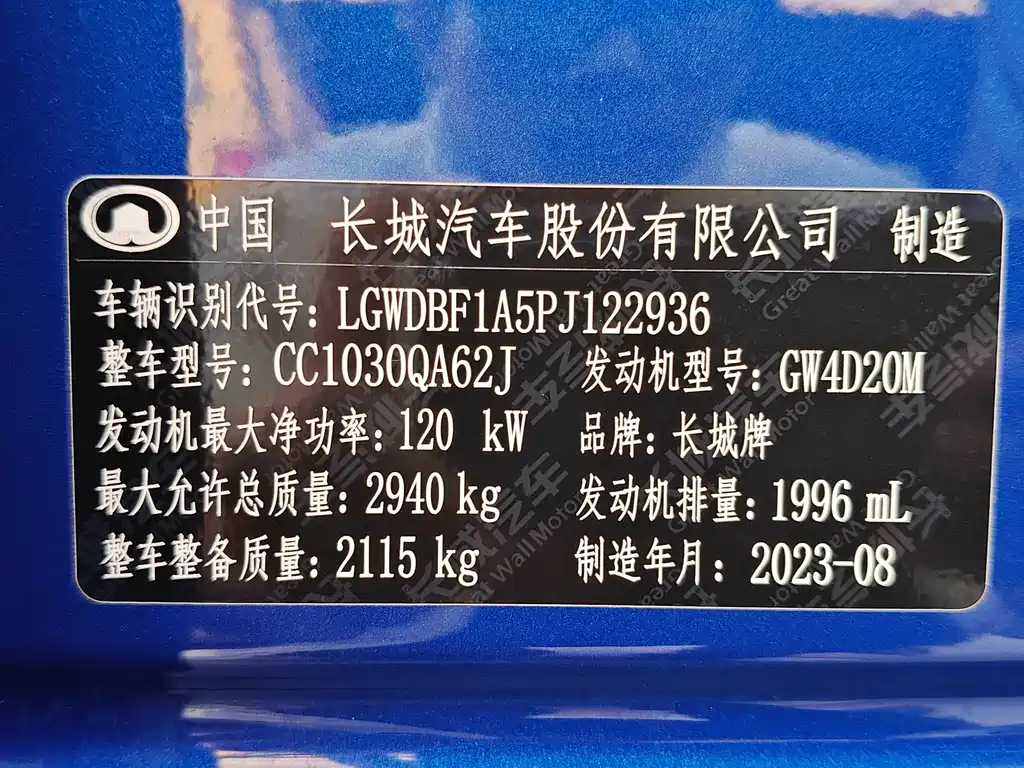 中国 长城汽车股份有限公司 制造
车辆识别代号：LGWDBF1A5PJ122936
整车型号：CC1030QA62J 发动机型号：GW4D20M
发动机最大净功率：120 kW 品牌：长城牌
最大允许总质量：2940 kg 发动机排量：1996 mL
整车整备质量：2115 kg 制造年月：2023-08